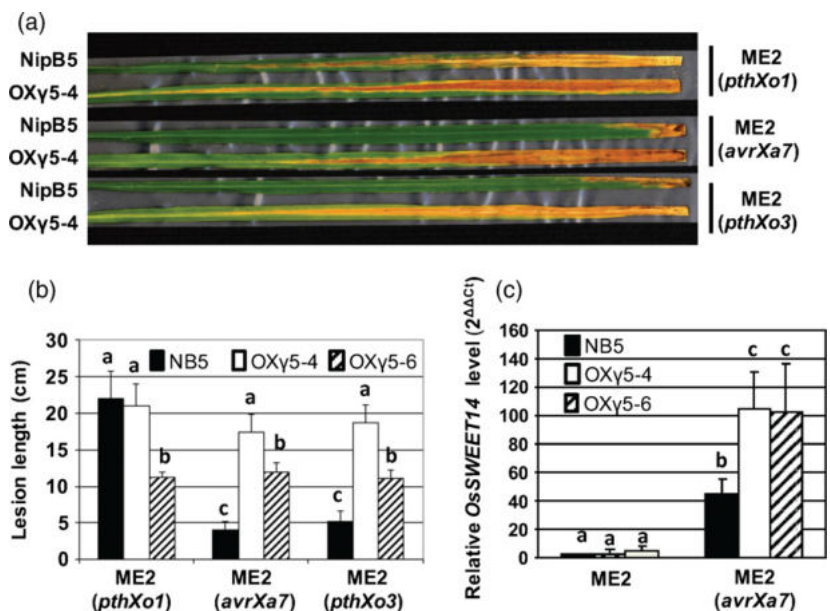 (a)
NipB5
OXγ5-4
ME2
(pthXo1)
NipB5
OXγ5-4
ME2
(avrXa7)
NipB5
OXγ5-4
ME2
(pthXo3)
(b)
Lesion length (cm)
30
25
20
15
10
5
0
NB5 OXγ5-4 OXγ5-6
a a b
c a b
c a b
ME2
(pthXo1)
ME2
(avrXa7)
ME2
(pthXo3)
(c)
Relative OsSWEET14 level (2^ΔΔCt)
160
140
120
100
80
60
40
20
0
NB5
OXγ5-4
OXγ5-6
a a a
b c c
ME2
ME2
(avrXa7)